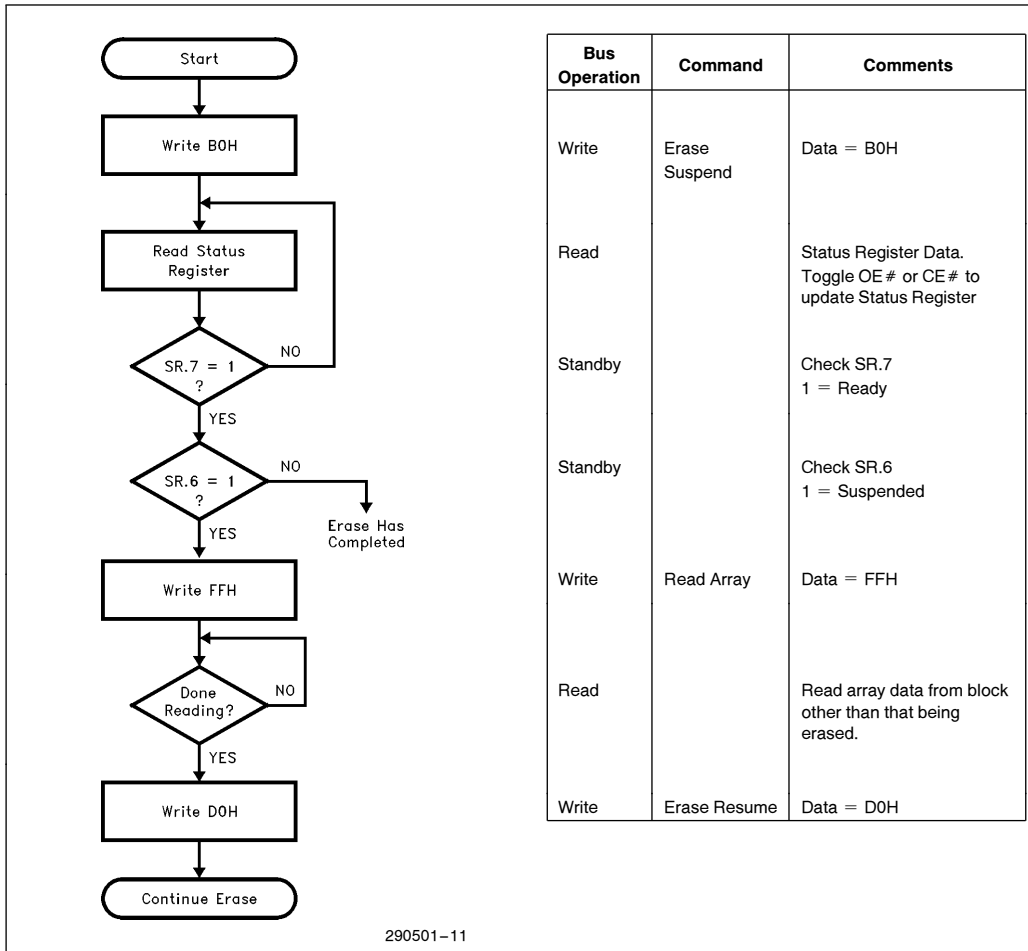 Start
Write B0H
Read Status
Register
SR.7 = 1
?
NO
YES
SR.6 = 1
?
NO
Erase Has
Completed
YES
Write FFH
Done
Reading?
NO
YES
Write D0H
Continue Erase
290501–11
Bus
Operation
Command
Comments
Write
Erase
Suspend
Data = B0H
Read
Status Register Data.
Toggle OE# or CE# to
update Status Register
Standby
Check SR.7
1 = Ready
Standby
Check SR.6
1 = Suspended
Write
Read Array
Data = FFH
Read
Read array data from block
other than that being
erased.
Write
Erase Resume
Data = D0H